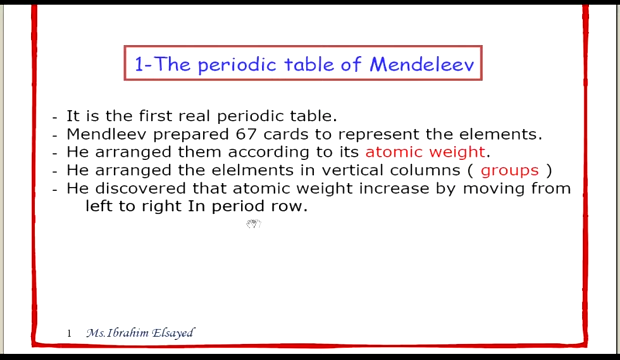 1-The periodic table of Mendeleev
- It is the first real periodic table.
- Mendleev prepared 67 cards to represent the elements.
- He arranged them according to its atomic weight.
- He arranged the elelments in vertical columns ( groups )
- He discovered that atomic weight increase by moving from
left to right In period row.
1 Ms.Ibrahim Elsayed